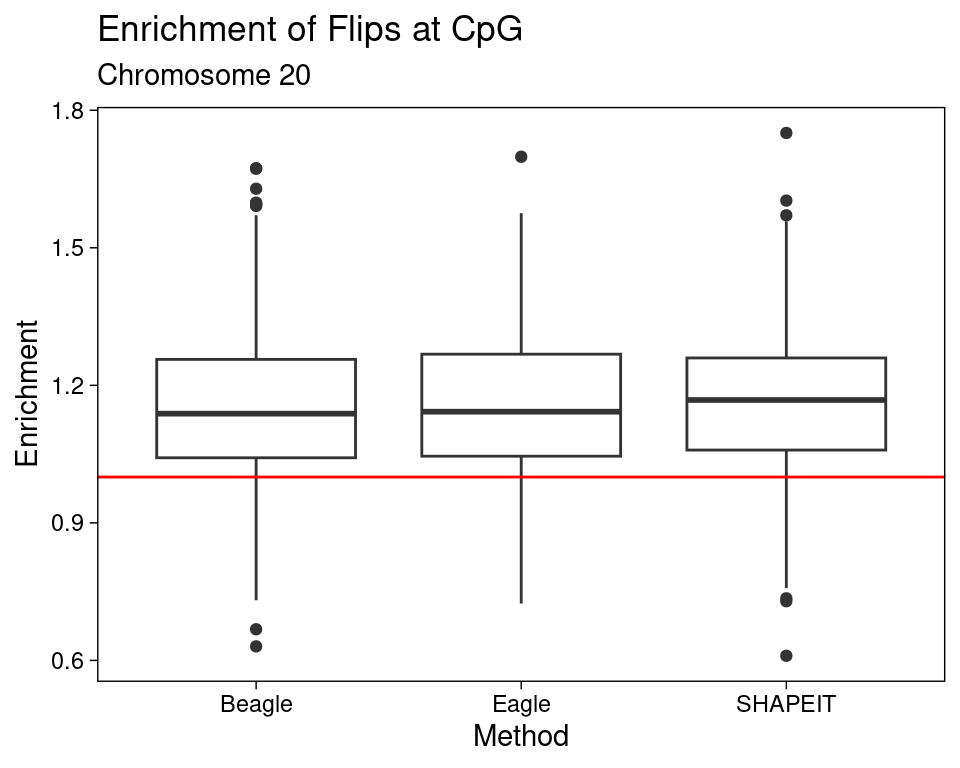 Enrichment of Flips at CpG
Chromosome 20
1.8
1.5
1.2
0.9
0.6
Enrichment
Beagle
Eagle
SHAPEIT
Method